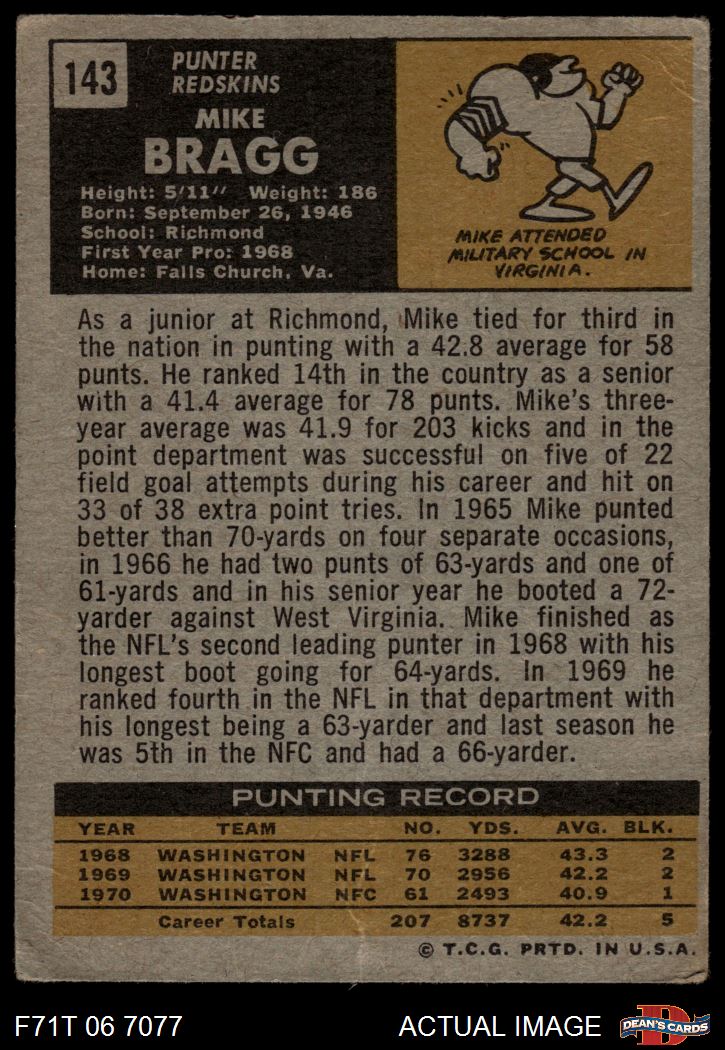 143
PUNTER
REDSKINS
MIKE
BRAGG
Height: 5'11" Weight: 186
Born: September 26, 1946
School: Richmond
First Year Pro: 1968
Home: Falls Church, Va.
MIKE ATTENDED
MILITARY SCHOOL IN
VIRGINIA.
As a junior at Richmond, Mike tied for third in
the nation in punting with a 42.8 average for 58
punts. He ranked 14th in the country as a senior
with a 41.4 average for 78 punts. Mike's three-
year average was 41.9 for 203 kicks and in the
point department was successful on five of 22
field goal attempts during his career and hit on
33 of 38 extra point tries. In 1965 Mike punted
better than 70-yards on four separate occasions,
in 1966 he had two punts of 63-yards and one of
61-yards and in his senior year he booted a 72-
yarder against West Virginia. Mike finished as
the NFL's second leading punter in 1968 with his
longest boot going for 64-yards. In 1969 he
ranked fourth in the NFL in that department with
his longest being a 63-yarder and last season he
was 5th in the NFC and had a 66-yarder.
PUNTING RECORD
YEAR TEAM NO. YDS. AVG. BLK.
1968 WASHINGTON NFL 76 3288 43.3 2
1969 WASHINGTON NFL 70 2956 42.2 2
1970 WASHINGTON NFC 61 2493 40.9 1
Career Totals 207 8737 42.2 5
© T.C.G. PRTD. IN U.S.A.
F71T 06 7077 ACTUAL IMAGE D DEAN'S CARDS